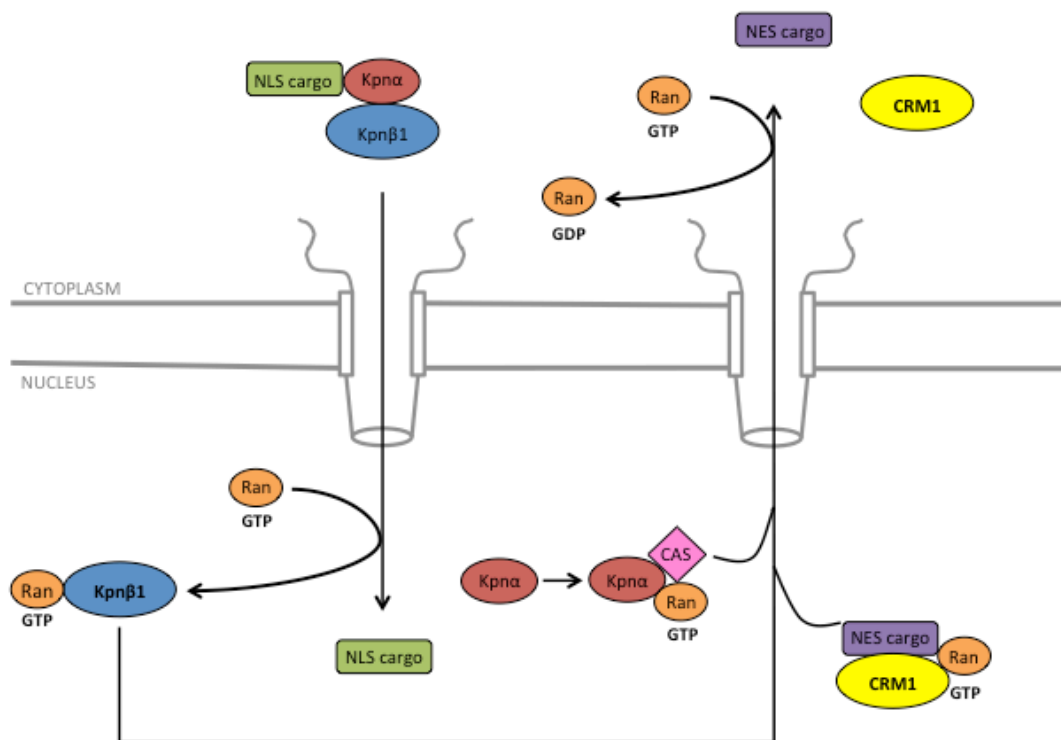 NES cargo
NLS cargo
Kpnα
Kpnβ1
Ran
GTP
CRM1
Ran
GDP
CYTOPLASM
NUCLEUS
Ran
GTP
Ran
GTP
Kpnβ1
Kpnα
Kpnα
CAS
Ran
GTP
NLS cargo
NES cargo
CRM1
Ran
GTP